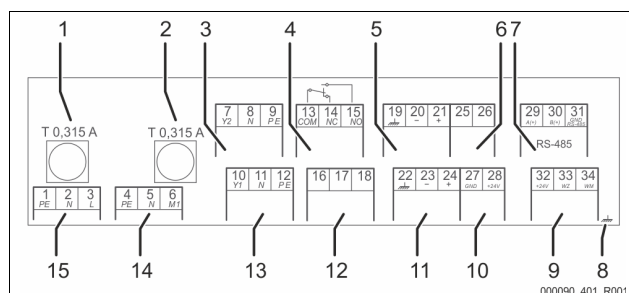 1 2 3 4 5 6 7
T 0,315 A T 0,315 A
7 8 9 13 14 15 19 20 21 25 26 29 30 31
Y2 N PE COM NC NO − + A(+) B(+) GND RS-485
RS-485
10 11 12 16 17 18 22 23 24 27 28 32 33 34
Y1 N PE − + GND +24V +24V WZ WM
1 2 3 4 5 6
PE N L PE N M1
15 14 13 12 11 10 9 8
000090_401_R001